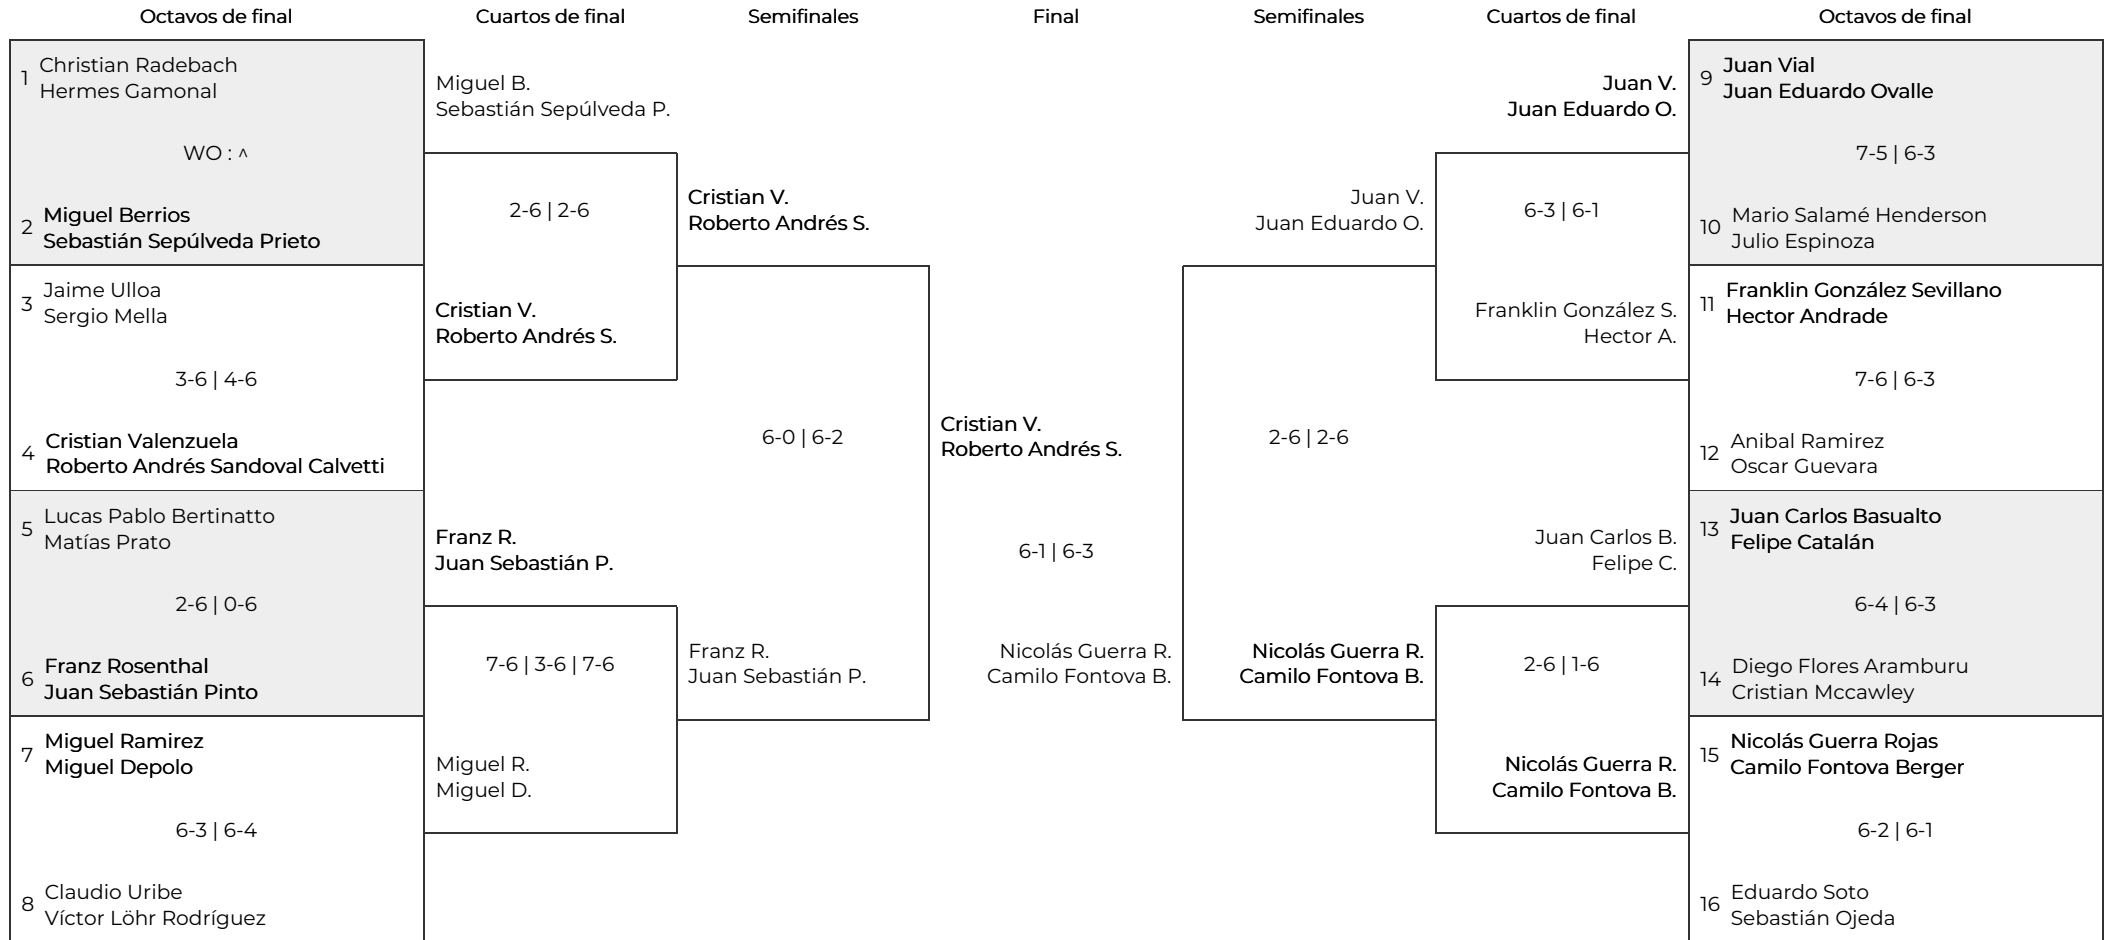 Octavos de final
Cuartos de final
Semifinales
Final
Semifinales
Cuartos de final
Octavos de final
1
Christian Radebach
Hermes Gamonal
WO : ^
2
Miguel Berrios
Sebastián Sepúlveda Prieto
3
Jaime Ulloa
Sergio Mella
3-6 | 4-6
4
Cristian Valenzuela
Roberto Andrés Sandoval Calvetti
5
Lucas Pablo Bertinatto
Matías Prato
2-6 | 0-6
6
Franz Rosenthal
Juan Sebastián Pinto
7
Miguel Ramirez
Miguel Depolo
6-3 | 6-4
8
Claudio Uribe
Víctor Löhr Rodríguez
Miguel B.
Sebastián Sepúlveda P.
2-6 | 2-6
Cristian V.
Roberto Andrés S.
Franz R.
Juan Sebastián P.
7-6 | 3-6 | 7-6
Miguel R.
Miguel D.
Cristian V.
Roberto Andrés S.
6-0 | 6-2
Franz R.
Juan Sebastián P.
Cristian V.
Roberto Andrés S.
6-1 | 6-3
Nicolás Guerra R.
Camilo Fontova B.
Juan V.
Juan Eduardo O.
2-6 | 2-6
Nicolás Guerra R.
Camilo Fontova B.
Juan V.
Juan Eduardo O.
6-3 | 6-1
Franklin González S.
Hector A.
Juan Carlos B.
Felipe C.
2-6 | 1-6
Nicolás Guerra R.
Camilo Fontova B.
9
Juan Vial
Juan Eduardo Ovalle
7-5 | 6-3
10
Mario Salamé Henderson
Julio Espinoza
11
Franklin González Sevillano
Hector Andrade
7-6 | 6-3
12
Anibal Ramirez
Oscar Guevara
13
Juan Carlos Basualto
Felipe Catalán
6-4 | 6-3
14
Diego Flores Aramburu
Cristian Mccawley
15
Nicolás Guerra Rojas
Camilo Fontova Berger
6-2 | 6-1
16
Eduardo Soto
Sebastián Ojeda